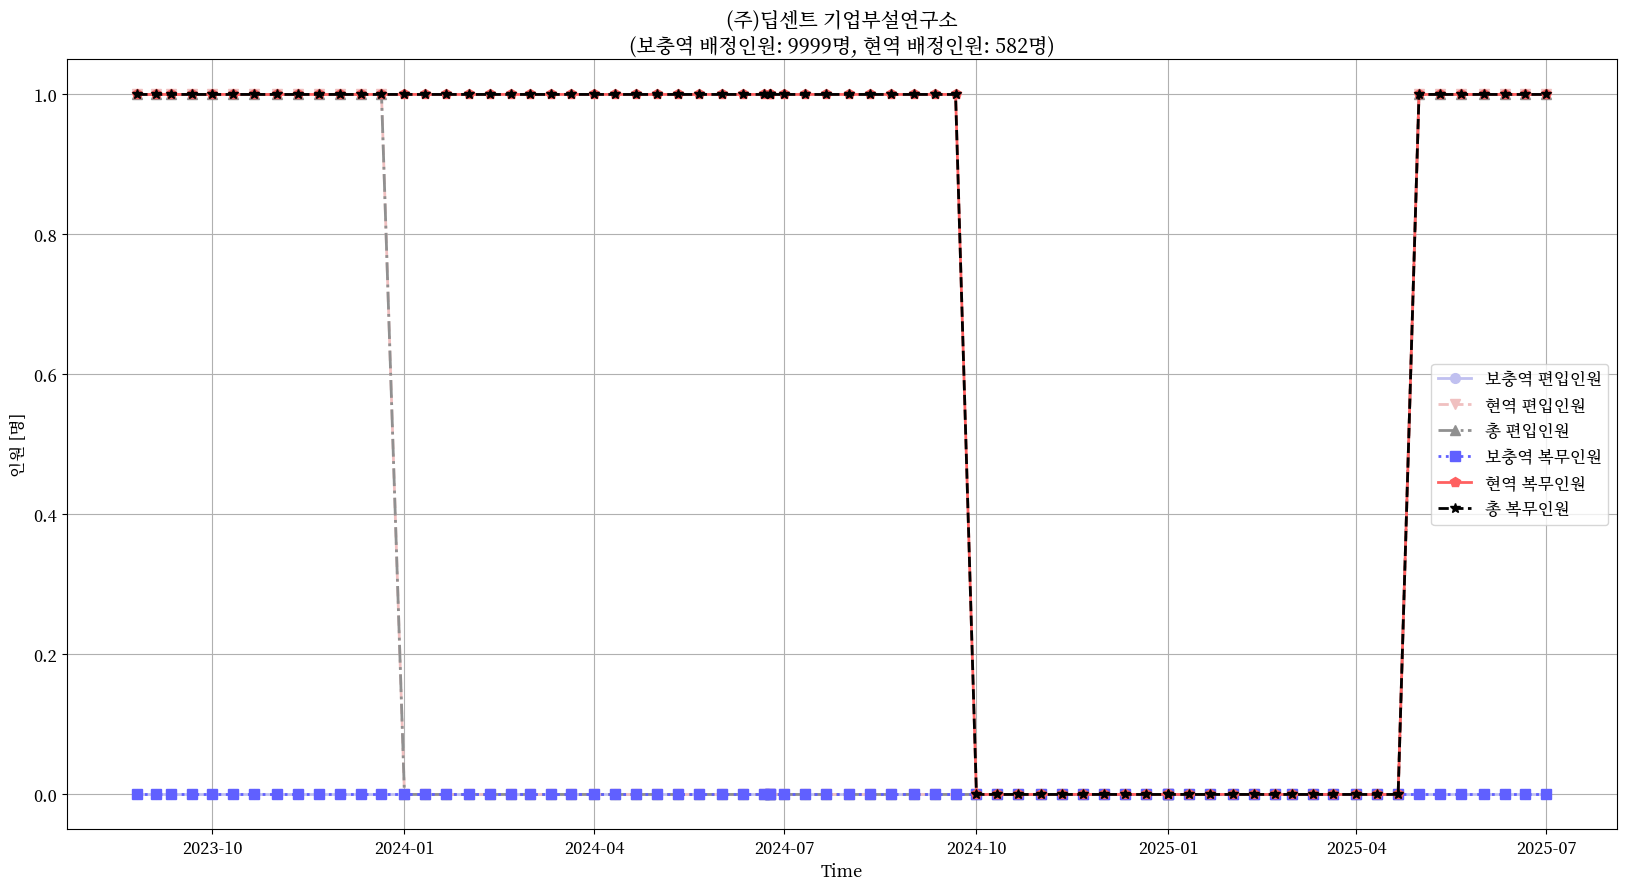 (주)딥센트 기업부설연구소
(보충역 배정인원: 9999명, 현역 배정인원: 582명)
인원 [명]
1.0
0.8
0.6
0.4
0.2
0.0
보충역 편입인원
현역 편입인원
총 편입인원
보충역 복무인원
현역 복무인원
총 복무인원
2023-10 2024-01 2024-04 2024-07 2024-10 2025-01 2025-04 2025-07
Time